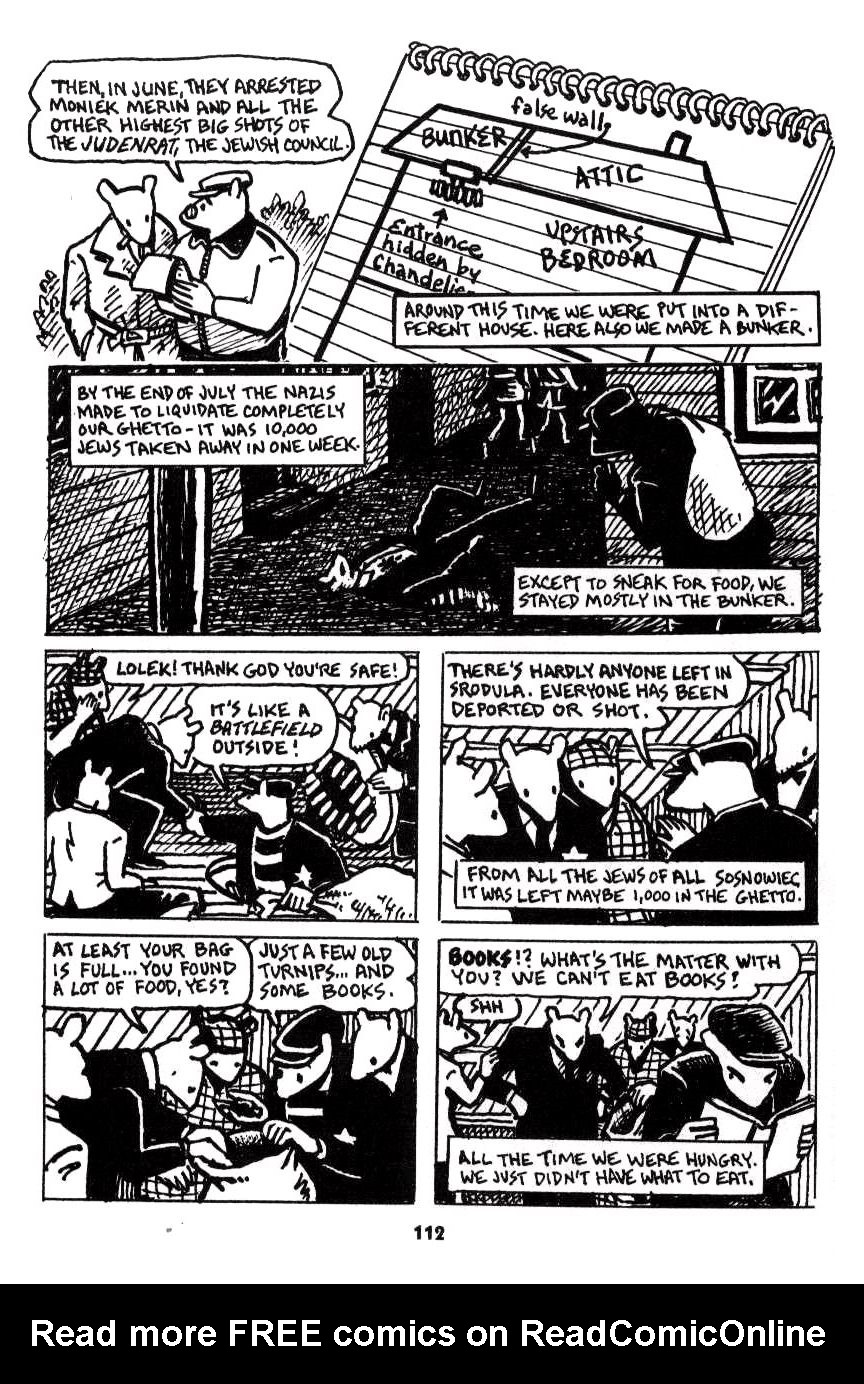 THEN, IN JUNE, THEY ARRESTED
MONIEK MERIN AND ALL THE
OTHER HIGHEST BIG SHOTS OF
THE JUDENRAT, THE JEWISH COUNCIL.
false wall
BUNKER
ATTIC
Entrance
hidden by
Chandelier
UPSTAIRS
BEDROOM
AROUND THIS TIME WE WERE PUT INTO A DIF-
FERENT HOUSE. HERE ALSO WE MADE A BUNKER.
BY THE END OF JULY THE NAZIS
MADE TO LIQUIDATE COMPLETELY
OUR GHETTO - IT WAS 10,000
JEWS TAKEN AWAY IN ONE WEEK.
EXCEPT TO SNEAK FOR FOOD, WE
STAYED MOSTLY IN THE BUNKER.
LOLEK! THANK GOD YOU'RE SAFE!
IT'S LIKE A
BATTLEFIELD
OUTSIDE!
THERE'S HARDLY ANYONE LEFT IN
SRODULA. EVERYONE HAS BEEN
DEPORTED OR SHOT.
FROM ALL THE JEWS OF ALL SOSNOWIEC,
IT WAS LEFT MAYBE 1,000 IN THE GHETTO.
AT LEAST YOUR BAG
IS FULL... YOU FOUND
A LOT OF FOOD, YES?
JUST A FEW OLD
TURNIPS... AND
SOME BOOKS.
BOOKS!? WHAT'S THE MATTER WITH
YOU? WE CAN'T EAT BOOKS!
SHH
ALL THE TIME WE WERE HUNGRY.
WE JUST DIDN'T HAVE WHAT TO EAT.
112
Read more FREE comics on ReadComicOnline